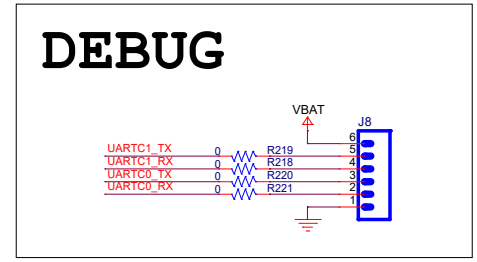 DEBUG
VBAT
J8
6
UARTC1_TX 0 R219 5
UARTC1_RX 0 R218 4
UARTC0_TX 0 R220 3
UARTC0_RX 0 R221 2
1